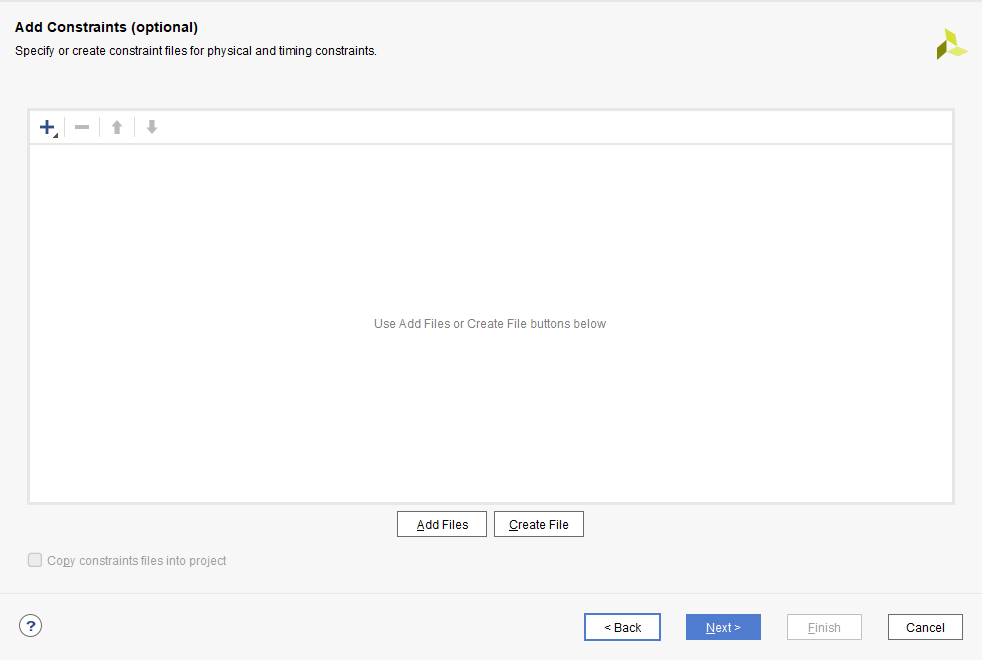 Add Constraints (optional)
Specify or create constraint files for physical and timing constraints.
Use Add Files or Create File buttons below
Add Files
Create File
Copy constraints files into project
?
< Back
Next >
Finish
Cancel